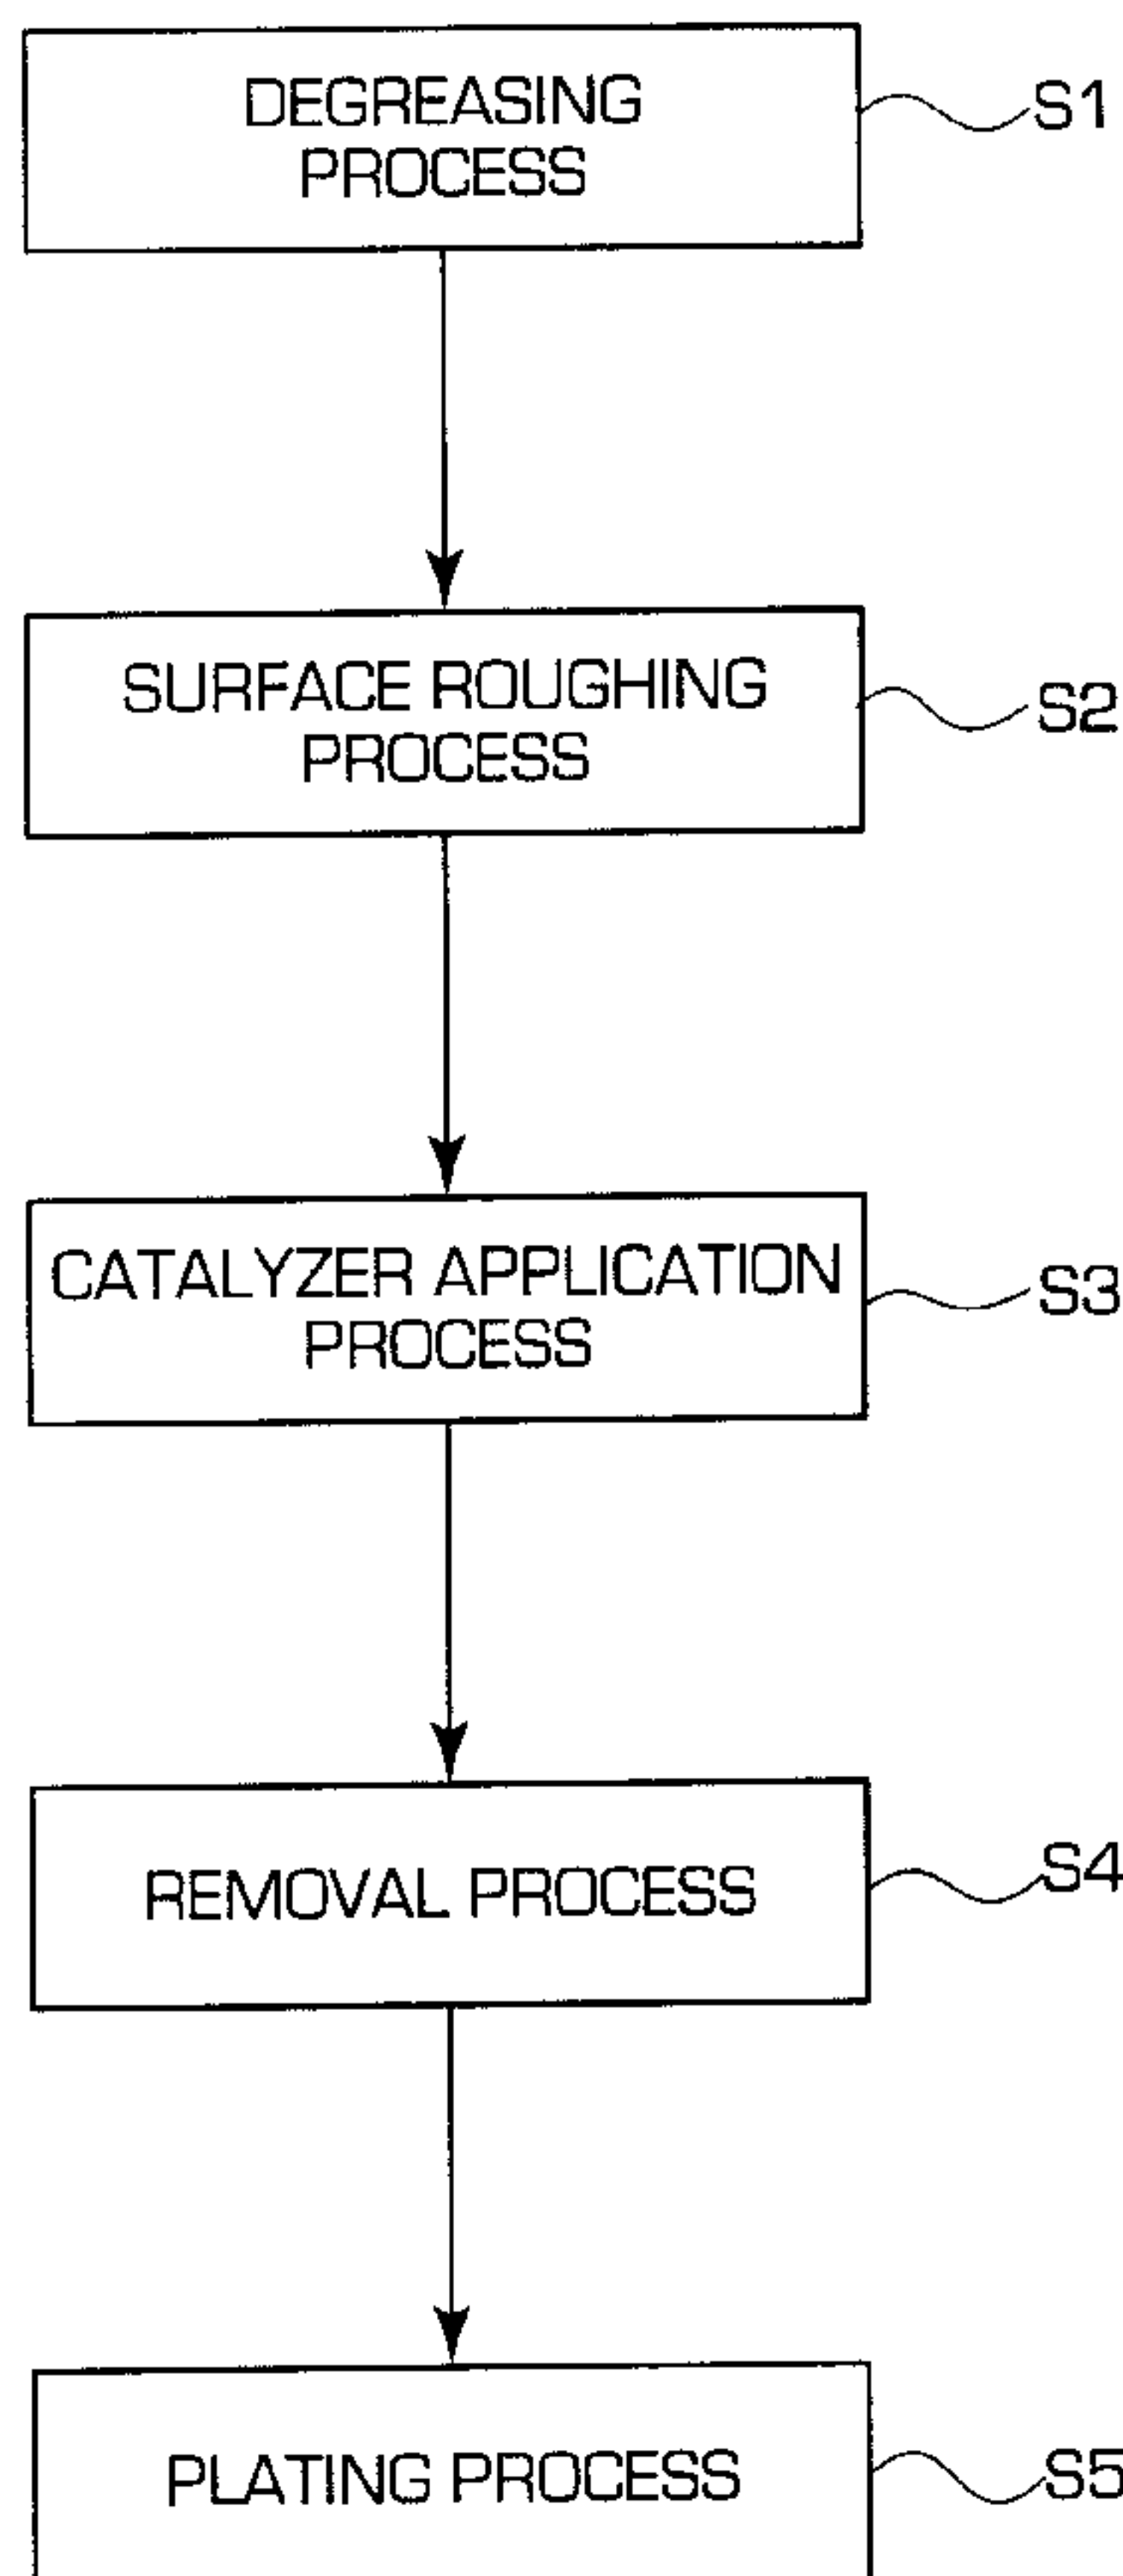 DEGREASING
PROCESS
S1
SURFACE ROUGHING
PROCESS
S2
CATALYZER APPLICATION
PROCESS
S3
REMOVAL PROCESS
S4
PLATING PROCESS
S5